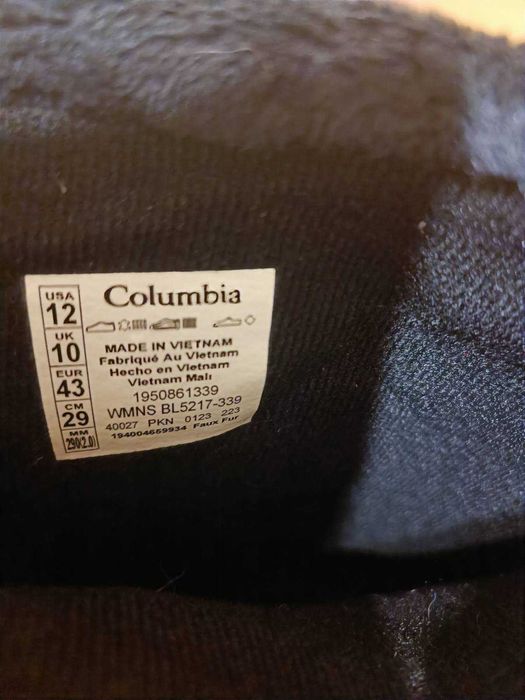 USA
12
UK
10
EUR
43
CM
29
MM
290(2.0)
Columbia
MADE IN VIETNAM
Fabriqué Au Vietnam
Hecho en Vietnam
Vietnam Malı
1950861339
WMNS BL5217-339
40027 PKN 0123 223
194004659934 Faux Fur